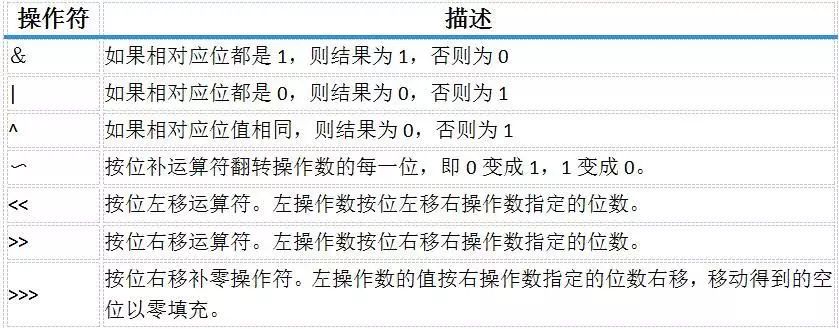 操作符 描述
& 如果相对应位都是1，则结果为1，否则为0
| 如果相对应位都是0，则结果为0，否则为1
^ 如果相对应位值相同，则结果为0，否则为1
〜 按位补运算符翻转操作数的每一位，即0变成1，1变成0。
<< 按位左移运算符。左操作数按位左移右操作数指定的位数。
>> 按位右移运算符。左操作数按位右移右操作数指定的位数。
>>> 按位右移补零操作符。左操作数的值按右操作数指定的位数右移，移动得到的空
位以零填充。